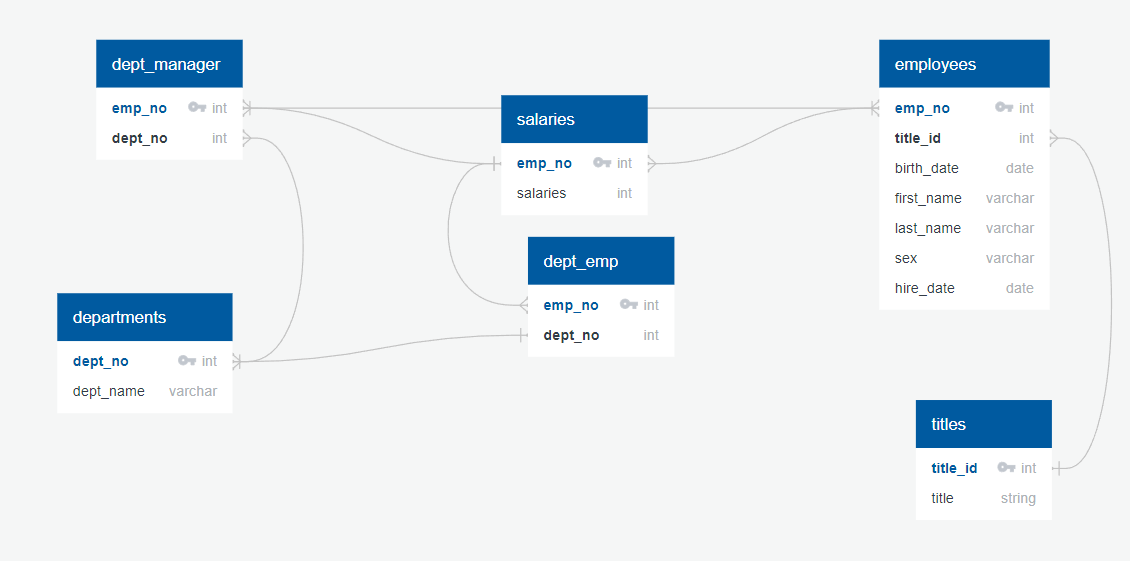 dept_manager
emp_no int
dept_no int
salaries
emp_no int
salaries int
employees
emp_no int
title_id int
birth_date date
first_name varchar
last_name varchar
sex varchar
hire_date date
dept_emp
emp_no int
dept_no int
departments
dept_no int
dept_name varchar
titles
title_id int
title string